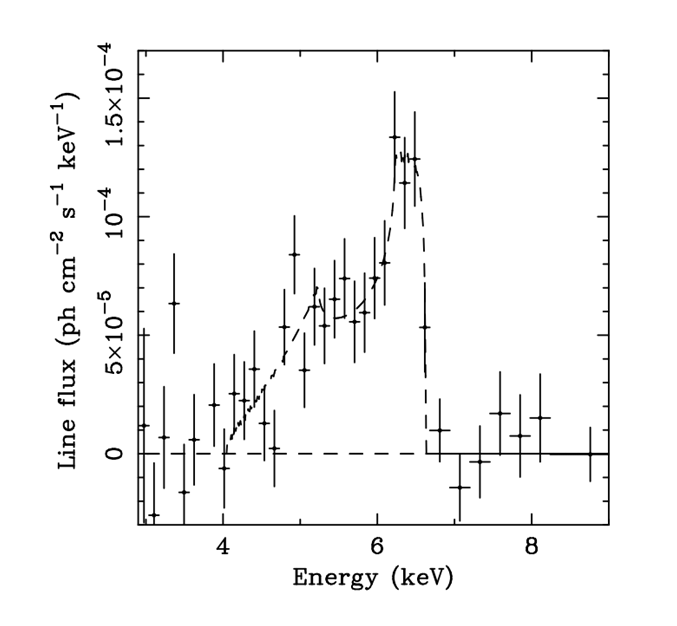 Line flux (ph cm⁻² s⁻¹ keV⁻¹)
1.5×10⁻⁴
10⁻⁴
5×10⁻⁵
0
4 6 8
Energy (keV)